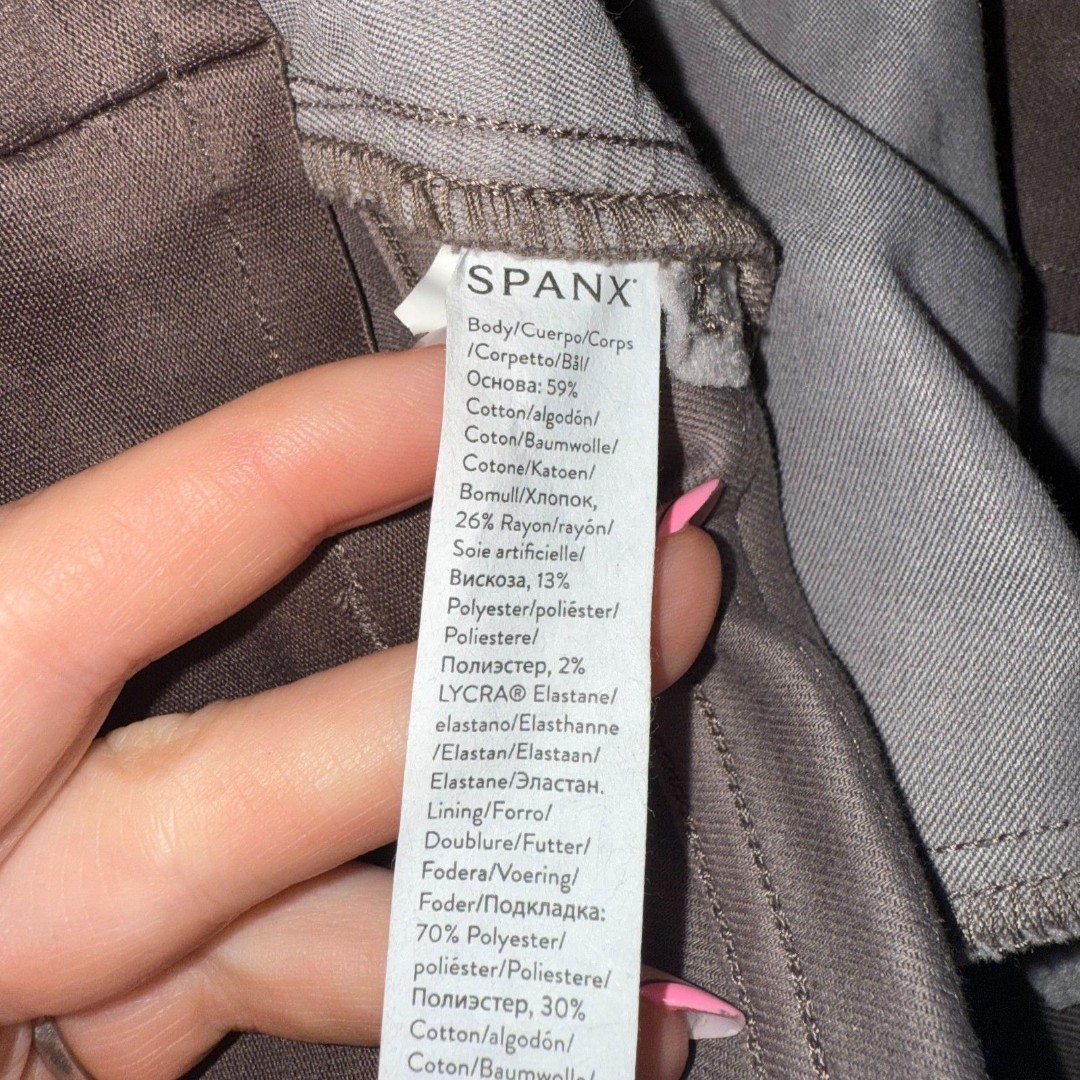 SPANX
Body/Cuerpo/Corps
/Corpetto/Bål/
Основа: 59%
Cotton/algodón/
Coton/Baumwolle/
Cotone/Katoen/
Bomull/Хлопок,
26% Rayon/rayón/
Soie artificielle/
Вискоза, 13%
Polyester/poliéster/
Poliestere/
Полиэстер, 2%
LYCRA® Elastane/
elastano/Elasthanne
/Elastan/Elastaan/
Elastane/Эластан.
Lining/Forro/
Doublure/Futter/
Fodera/Voering/
Foder/Подкладка:
70% Polyester/
poliéster/Poliestere/
Полиэстер, 30%
Cotton/algodón/
Coton/Baumwolle/